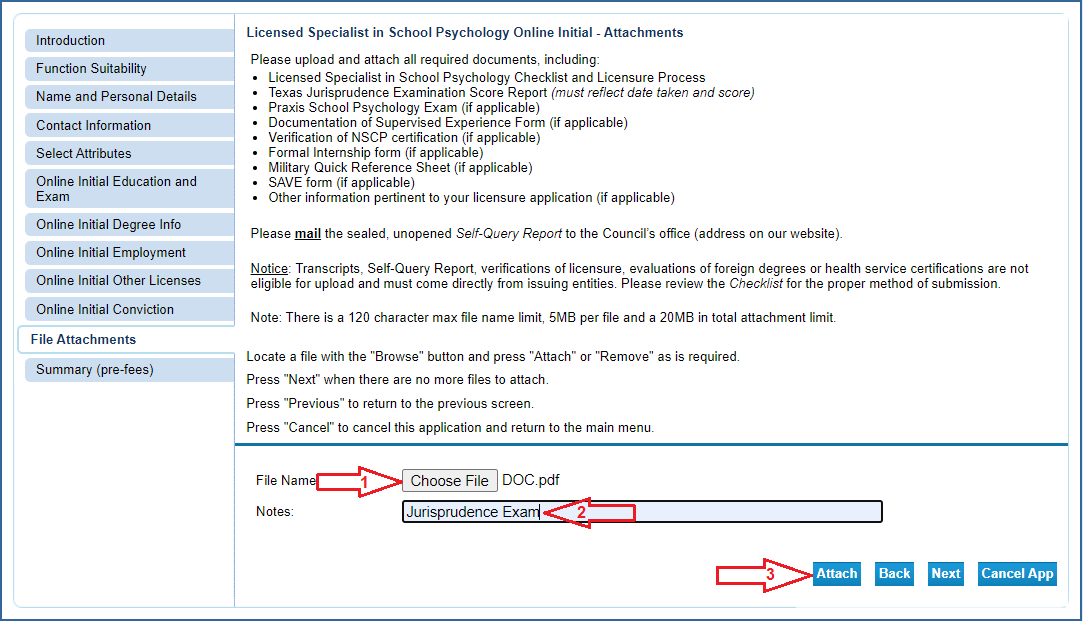 Introduction
Function Suitability
Name and Personal Details
Contact Information
Select Attributes
Online Initial Education and
Exam
Online Initial Degree Info
Online Initial Employment
Online Initial Other Licenses
Online Initial Conviction
File Attachments
Summary (pre-fees)
Licensed Specialist in School Psychology Online Initial - Attachments
Please upload and attach all required documents, including:
• Licensed Specialist in School Psychology Checklist and Licensure Process
• Texas Jurisprudence Examination Score Report (must reflect date taken and score)
• Praxis School Psychology Exam (if applicable)
• Documentation of Supervised Experience Form (if applicable)
• Verification of NSCP certification (if applicable)
• Formal Internship form (if applicable)
• Military Quick Reference Sheet (if applicable)
• SAVE form (if applicable)
• Other information pertinent to your licensure application (if applicable)
Please mail the sealed, unopened Self-Query Report to the Council's office (address on our website).
Notice: Transcripts, Self-Query Report, verifications of licensure, evaluations of foreign degrees or health service certifications are not
eligible for upload and must come directly from issuing entities. Please review the Checklist for the proper method of submission.
Note: There is a 120 character max file name limit, 5MB per file and a 20MB in total attachment limit.
Locate a file with the "Browse" button and press "Attach" or "Remove" as is required.
Press "Next" when there are no more files to attach.
Press "Previous" to return to the previous screen.
Press "Cancel" to cancel this application and return to the main menu.
File Name 1 Choose File DOC.pdf
Notes: Jurisprudence Exam 2
3 Attach Back Next Cancel App